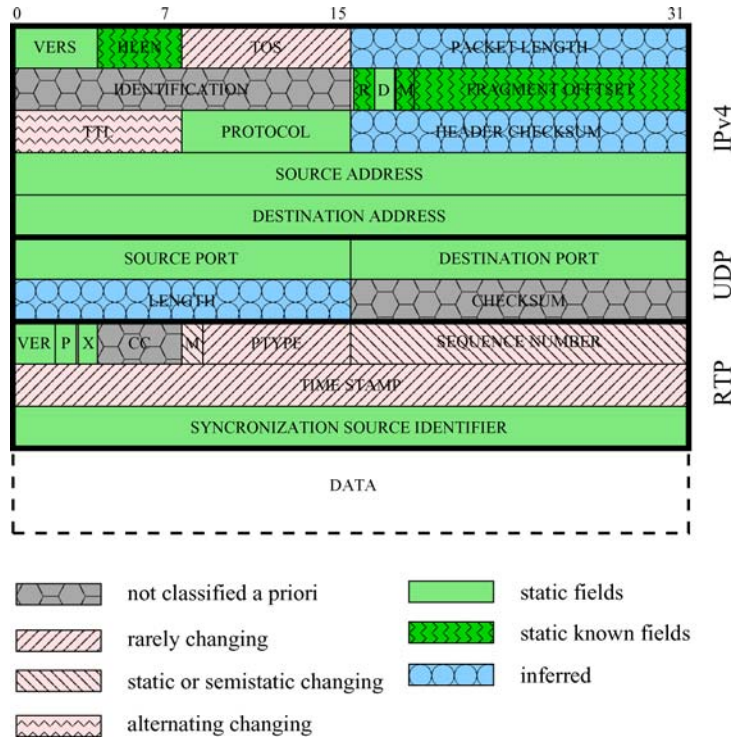 0 7 15 31
VERS HLEN TOS PACKET LENGTH
IDENTIFICATION R D M FRAGMENT OFFTSET
TTL PROTOCOL HEADER CHECKSUM
SOURCE ADDRESS
DESTINATION ADDRESS
IPv4
SOURCE PORT DESTINATION PORT
LENGTH CHECKSUM
UDP
VER P X CC M PTYPE SEQUENCE NUMBER
TIME STAMP
SYNCRONIZATION SOURCE IDENTIFIER
RTP
DATA
not classified a priori
rarely changing
static or semistatic changing
alternating changing
static fields
static known fields
inferred